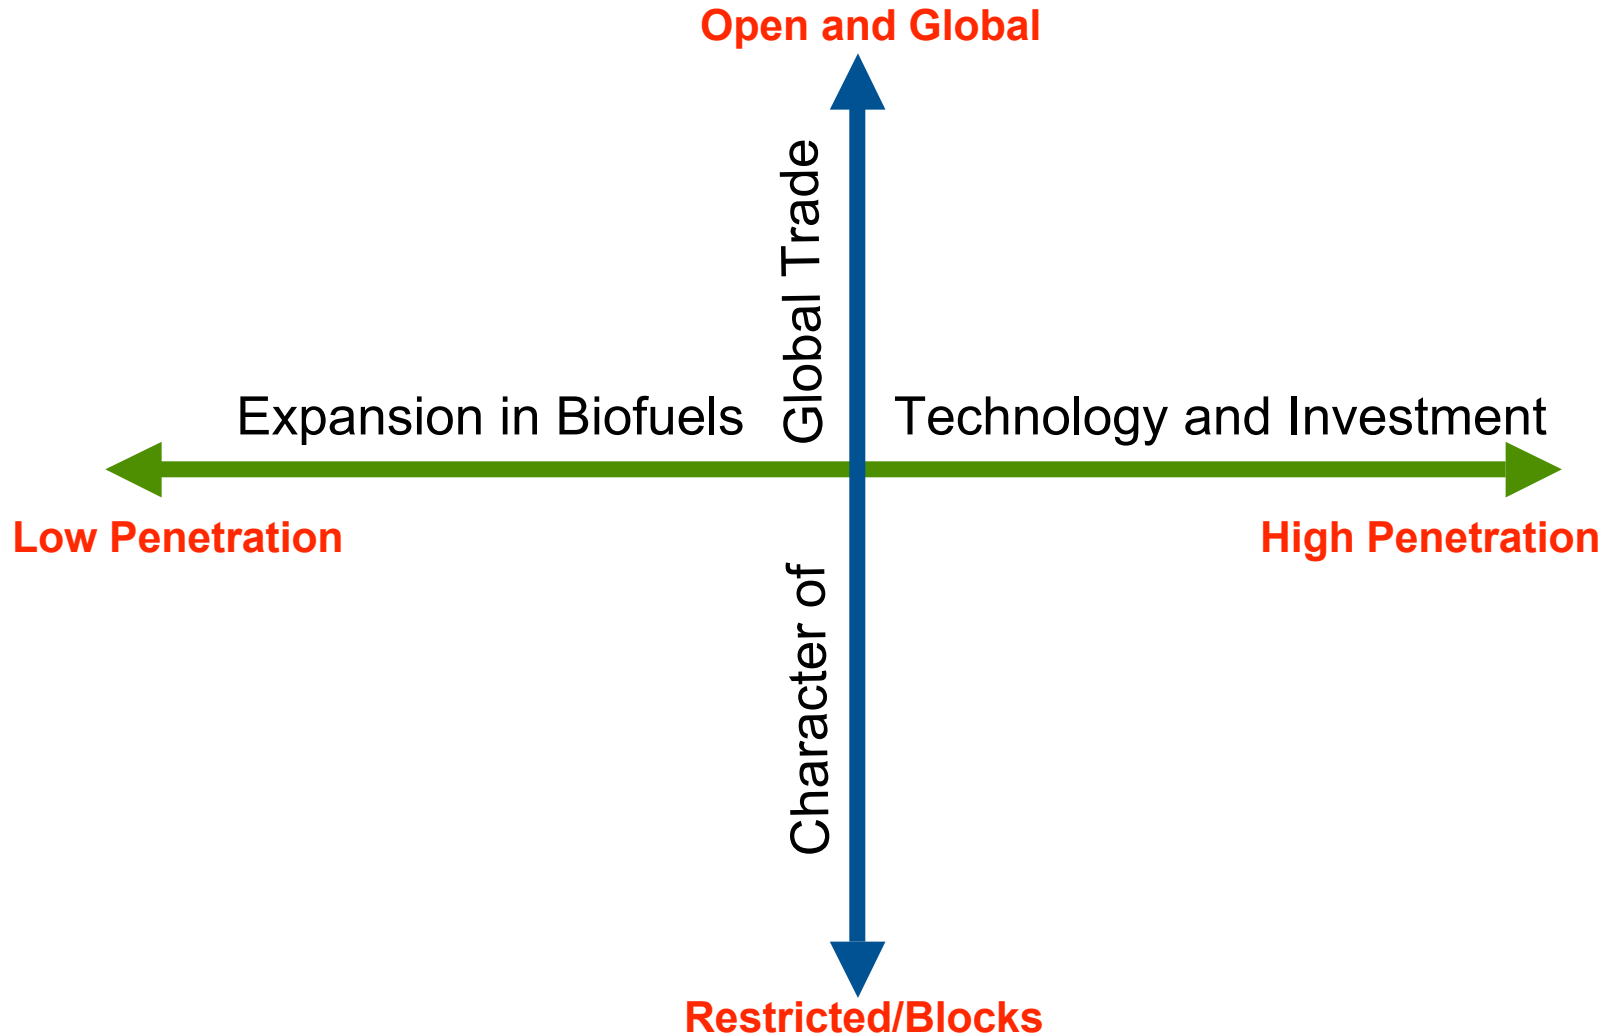 Open and Global
Character of Global Trade
Expansion in Biofuels Technology and Investment
Low Penetration
High Penetration
Restricted/Blocks